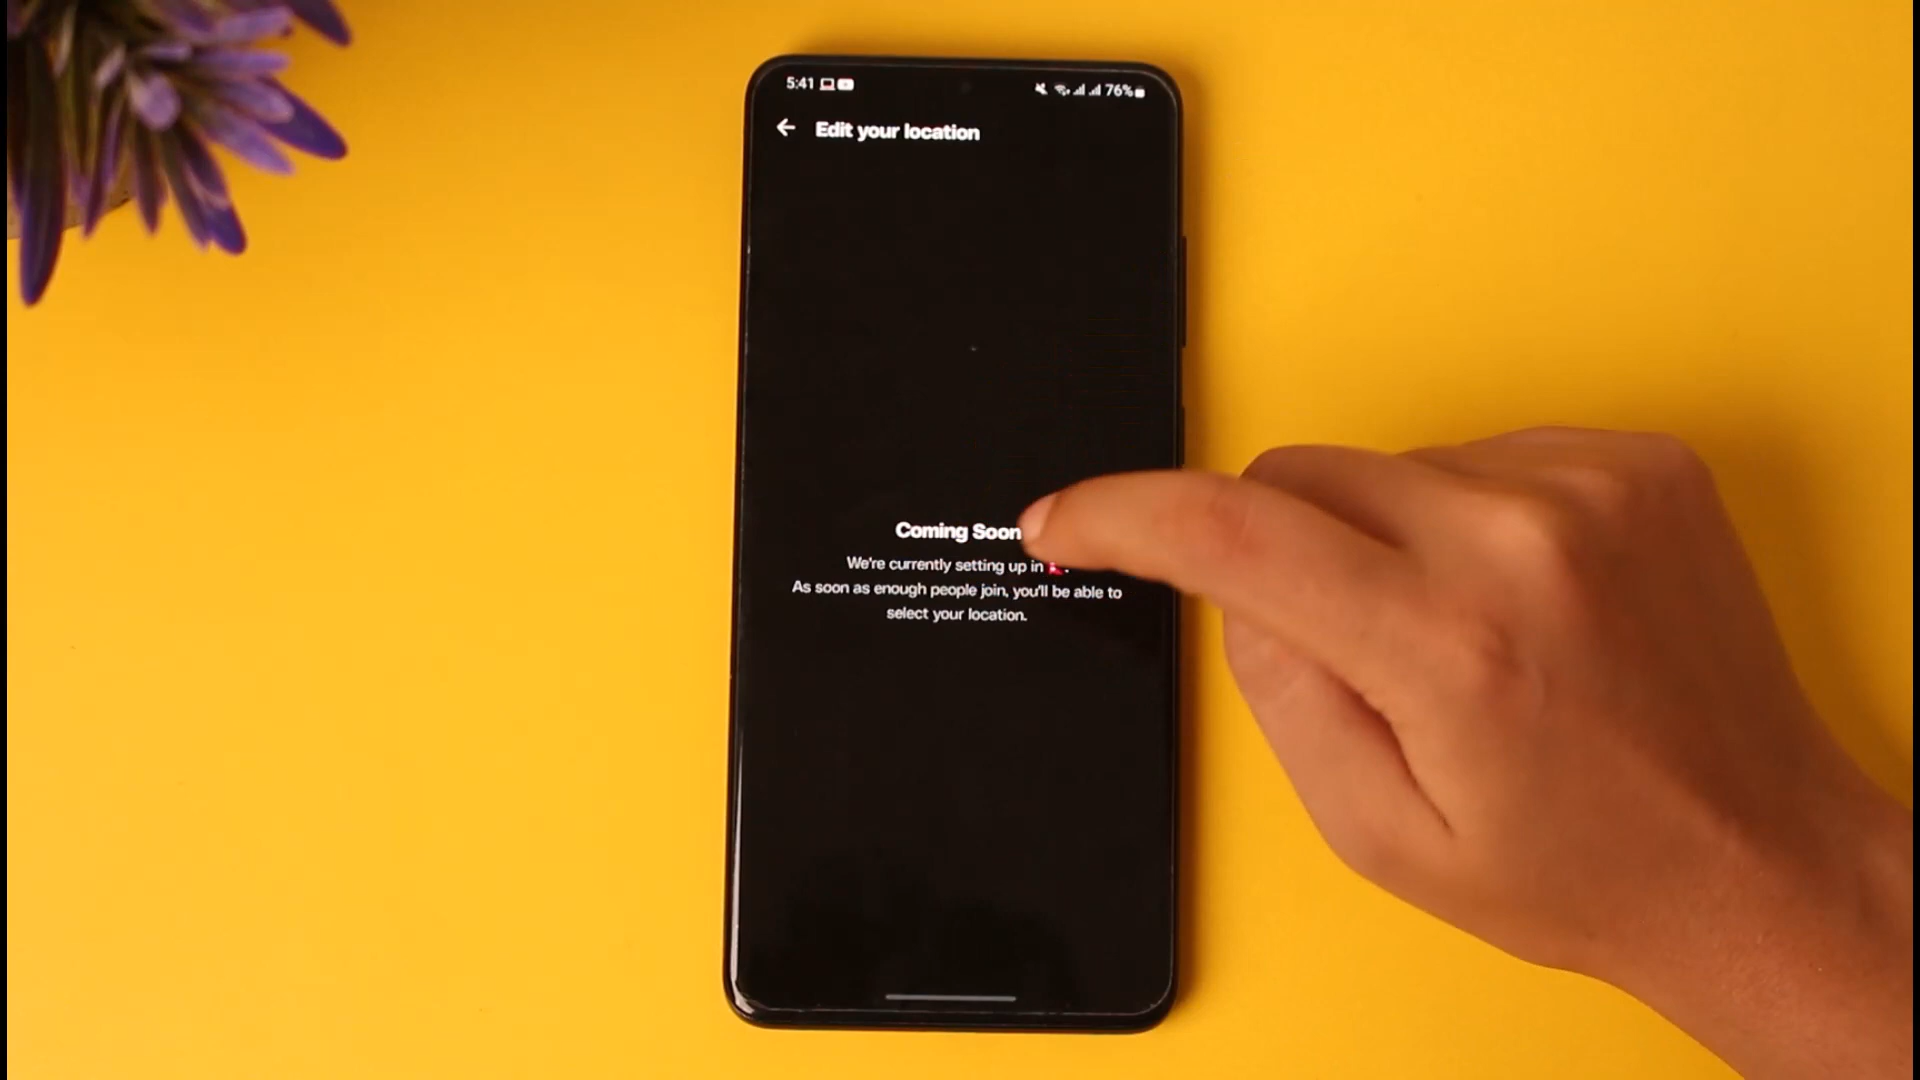 5:41 76%
Edit your location
Coming Soon
We're currently setting up in 🇳🇵.
As soon as enough people join, you'll be able to
select your location.